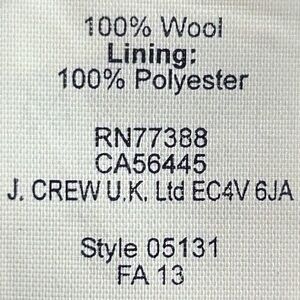 100% Wool
Lining:
100% Polyester
RN77388
CA56445
J. CREW U.K. Ltd EC4V 6JA
Style 05131
FA 13